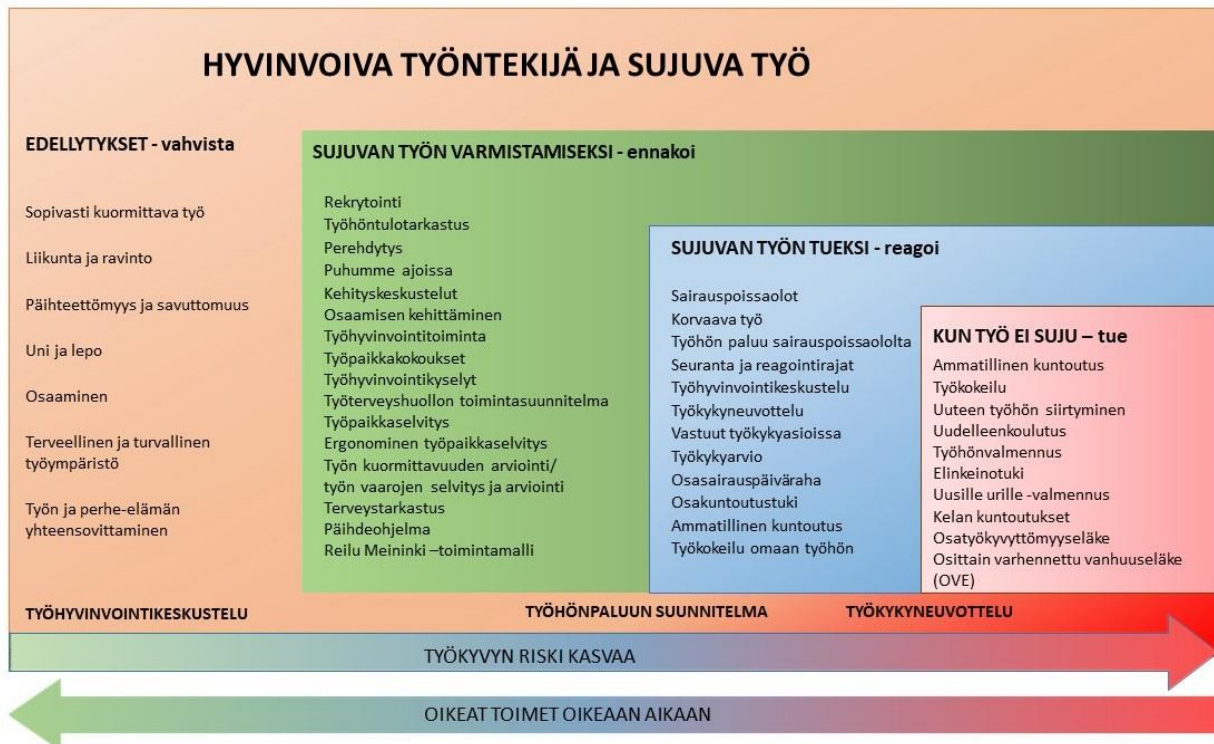 HYVINVOIVA TYÖNTEKIJÄ JA SUJUVA TYÖ
EDELLYTYKSET - vahvista
Sopivasti kuormittava työ
Liikunta ja ravinto
Päihteettömyys ja savuttomuus
Uni ja lepo
Osaaminen
Terveellinen ja turvallinen
työympäristö
Työn ja perhe-elämän
yhteensovittaminen
SUJUVAN TYÖN VARMISTAMISEKSI - ennakoi
Rekrytointi
Työhöntulotarkastus
Perehdytys
Puhumme ajoissa
Kehityskeskustelut
Osaamisen kehittäminen
Työhyvinvointitoiminta
Työpaikkakokoukset
Työhyvinvointikyselyt
Työterveyshuollon toimintasuunnitelma
Työpaikkaselvitys
Ergonominen työpaikkaselvitys
Työn kuormittavuuden arviointi/
työn vaarojen selvitys ja arviointi
Terveystarkastus
Päihdeohjelma
Reilu Meininki –toimintamalli
SUJUVAN TYÖN TUEKSI - reagoi
Sairauspoissaolot
Korvaava työ
Työhön paluu sairauspoissaololta
Seuranta ja reagointirajat
Työhyvinvointikeskustelu
Työkykyneuvottelu
Vastuut työkykyasioissa
Työkykyarvio
Osasairauspäiväraha
Osakuntoutustuki
Ammatillinen kuntoutus
Työkokeilu omaan työhön
KUN TYÖ EI SUJU – tue
Ammatillinen kuntoutus
Työkokeilu
Uuteen työhön siirtyminen
Uudelleenkoulutus
Työhönvalmennus
Elinkeinotuki
Uusille urille -valmennus
Kelan kuntoutukset
Osatyökyvyttömyyseläke
Osittain varhennettu vanhuuseläke
(OVE)
TYÖHYVINVOINTIKESKUSTELU
TYÖHÖNPALUUN SUUNNITELMA
TYÖKYKYNEUVOTTELU
TYÖKYVYN RISKI KASVAA
OIKEAT TOIMET OIKEAAN AIKAAN